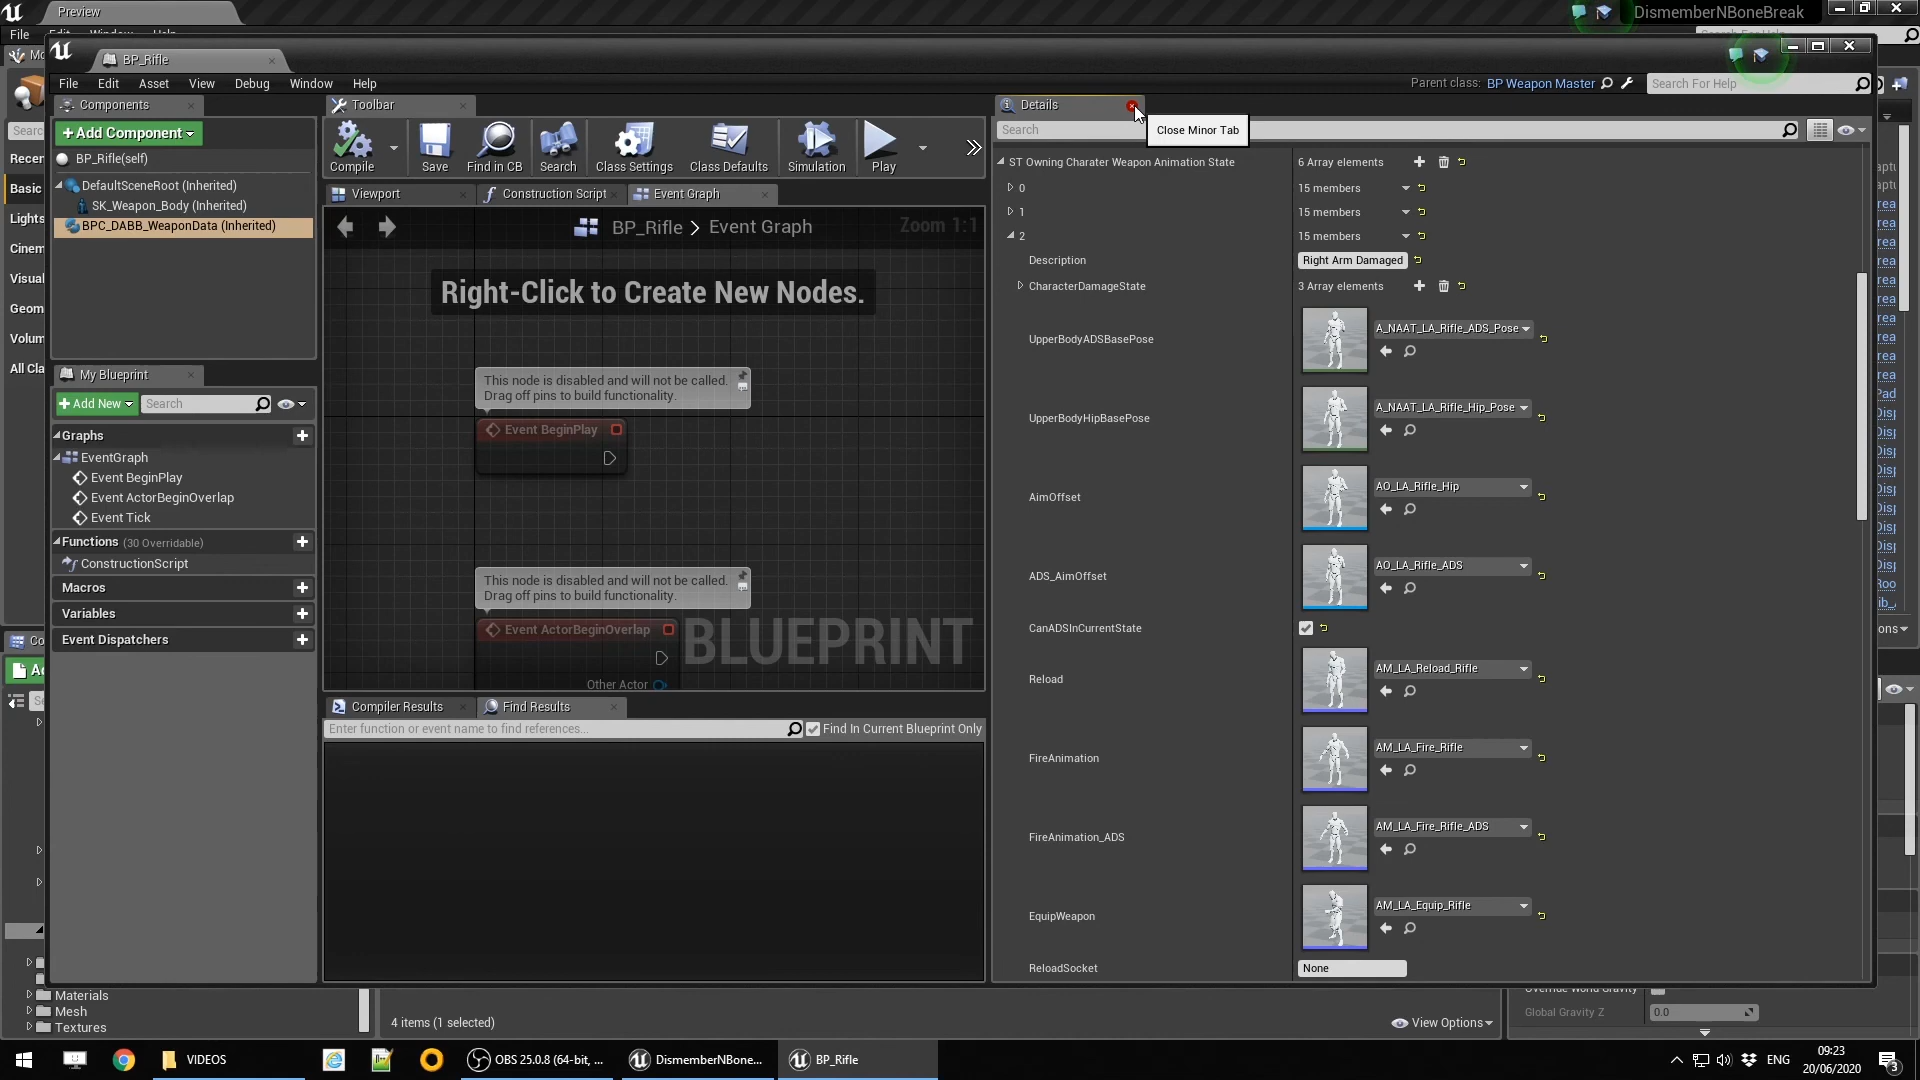 Preview
DismemberNBoneBreak
File
BP_Rifle
File Edit Asset View Debug Window Help
Parent class: BP Weapon Master
Search For Help
Components
Toolbar
Details
Close Minor Tab
Search
+Add Component
BP_Rifle(self)
DefaultSceneRoot (Inherited)
SK_Weapon_Body (Inherited)
BPC_DABB_WeaponData (Inherited)
Compile
Save
Find in CB
Search
Class Settings
Class Defaults
Simulation
Play
Viewport
Construction Script
Event Graph
BP_Rifle > Event Graph
Zoom 1:1
Right-Click to Create New Nodes.
This node is disabled and will not be called.
Drag off pins to build functionality.
Event BeginPlay
This node is disabled and will not be called.
Drag off pins to build functionality.
Event ActorBeginOverlap
Other Actor
BLUEPRINT
My Blueprint
+Add New
Search
Graphs
EventGraph
Event BeginPlay
Event ActorBeginOverlap
Event Tick
Functions (30 Overridable)
ConstructionScript
Macros
Variables
Event Dispatchers
Compiler Results
Find Results
Enter function or event name to find references...
Find In Current Blueprint Only
ST Owning Charater Weapon Animation State
6 Array elements
0
15 members
1
15 members
2
15 members
Description
Right Arm Damaged
CharacterDamageState
3 Array elements
UpperBodyADSBasePose
A_NAAT_LA_Rifle_ADS_Pose
UpperBodyHipBasePose
A_NAAT_LA_Rifle_Hip_Pose
AimOffset
AO_LA_Rifle_Hip
ADS_AimOffset
AO_LA_Rifle_ADS
CanADSInCurrentState
Reload
AM_LA_Reload_Rifle
FireAnimation
AM_LA_Fire_Rifle
FireAnimation_ADS
AM_LA_Fire_Rifle_ADS
EquipWeapon
AM_LA_Equip_Rifle
ReloadSocket
None
Basic
Materials
Mesh
Textures
4 items (1 selected)
View Options
Global Gravity Z
0.0
VIDEOS
OBS 25.0.8 (64-bit, ...
DismemberNBone...
BP_Rifle
ENG
09:23
20/06/2020
3